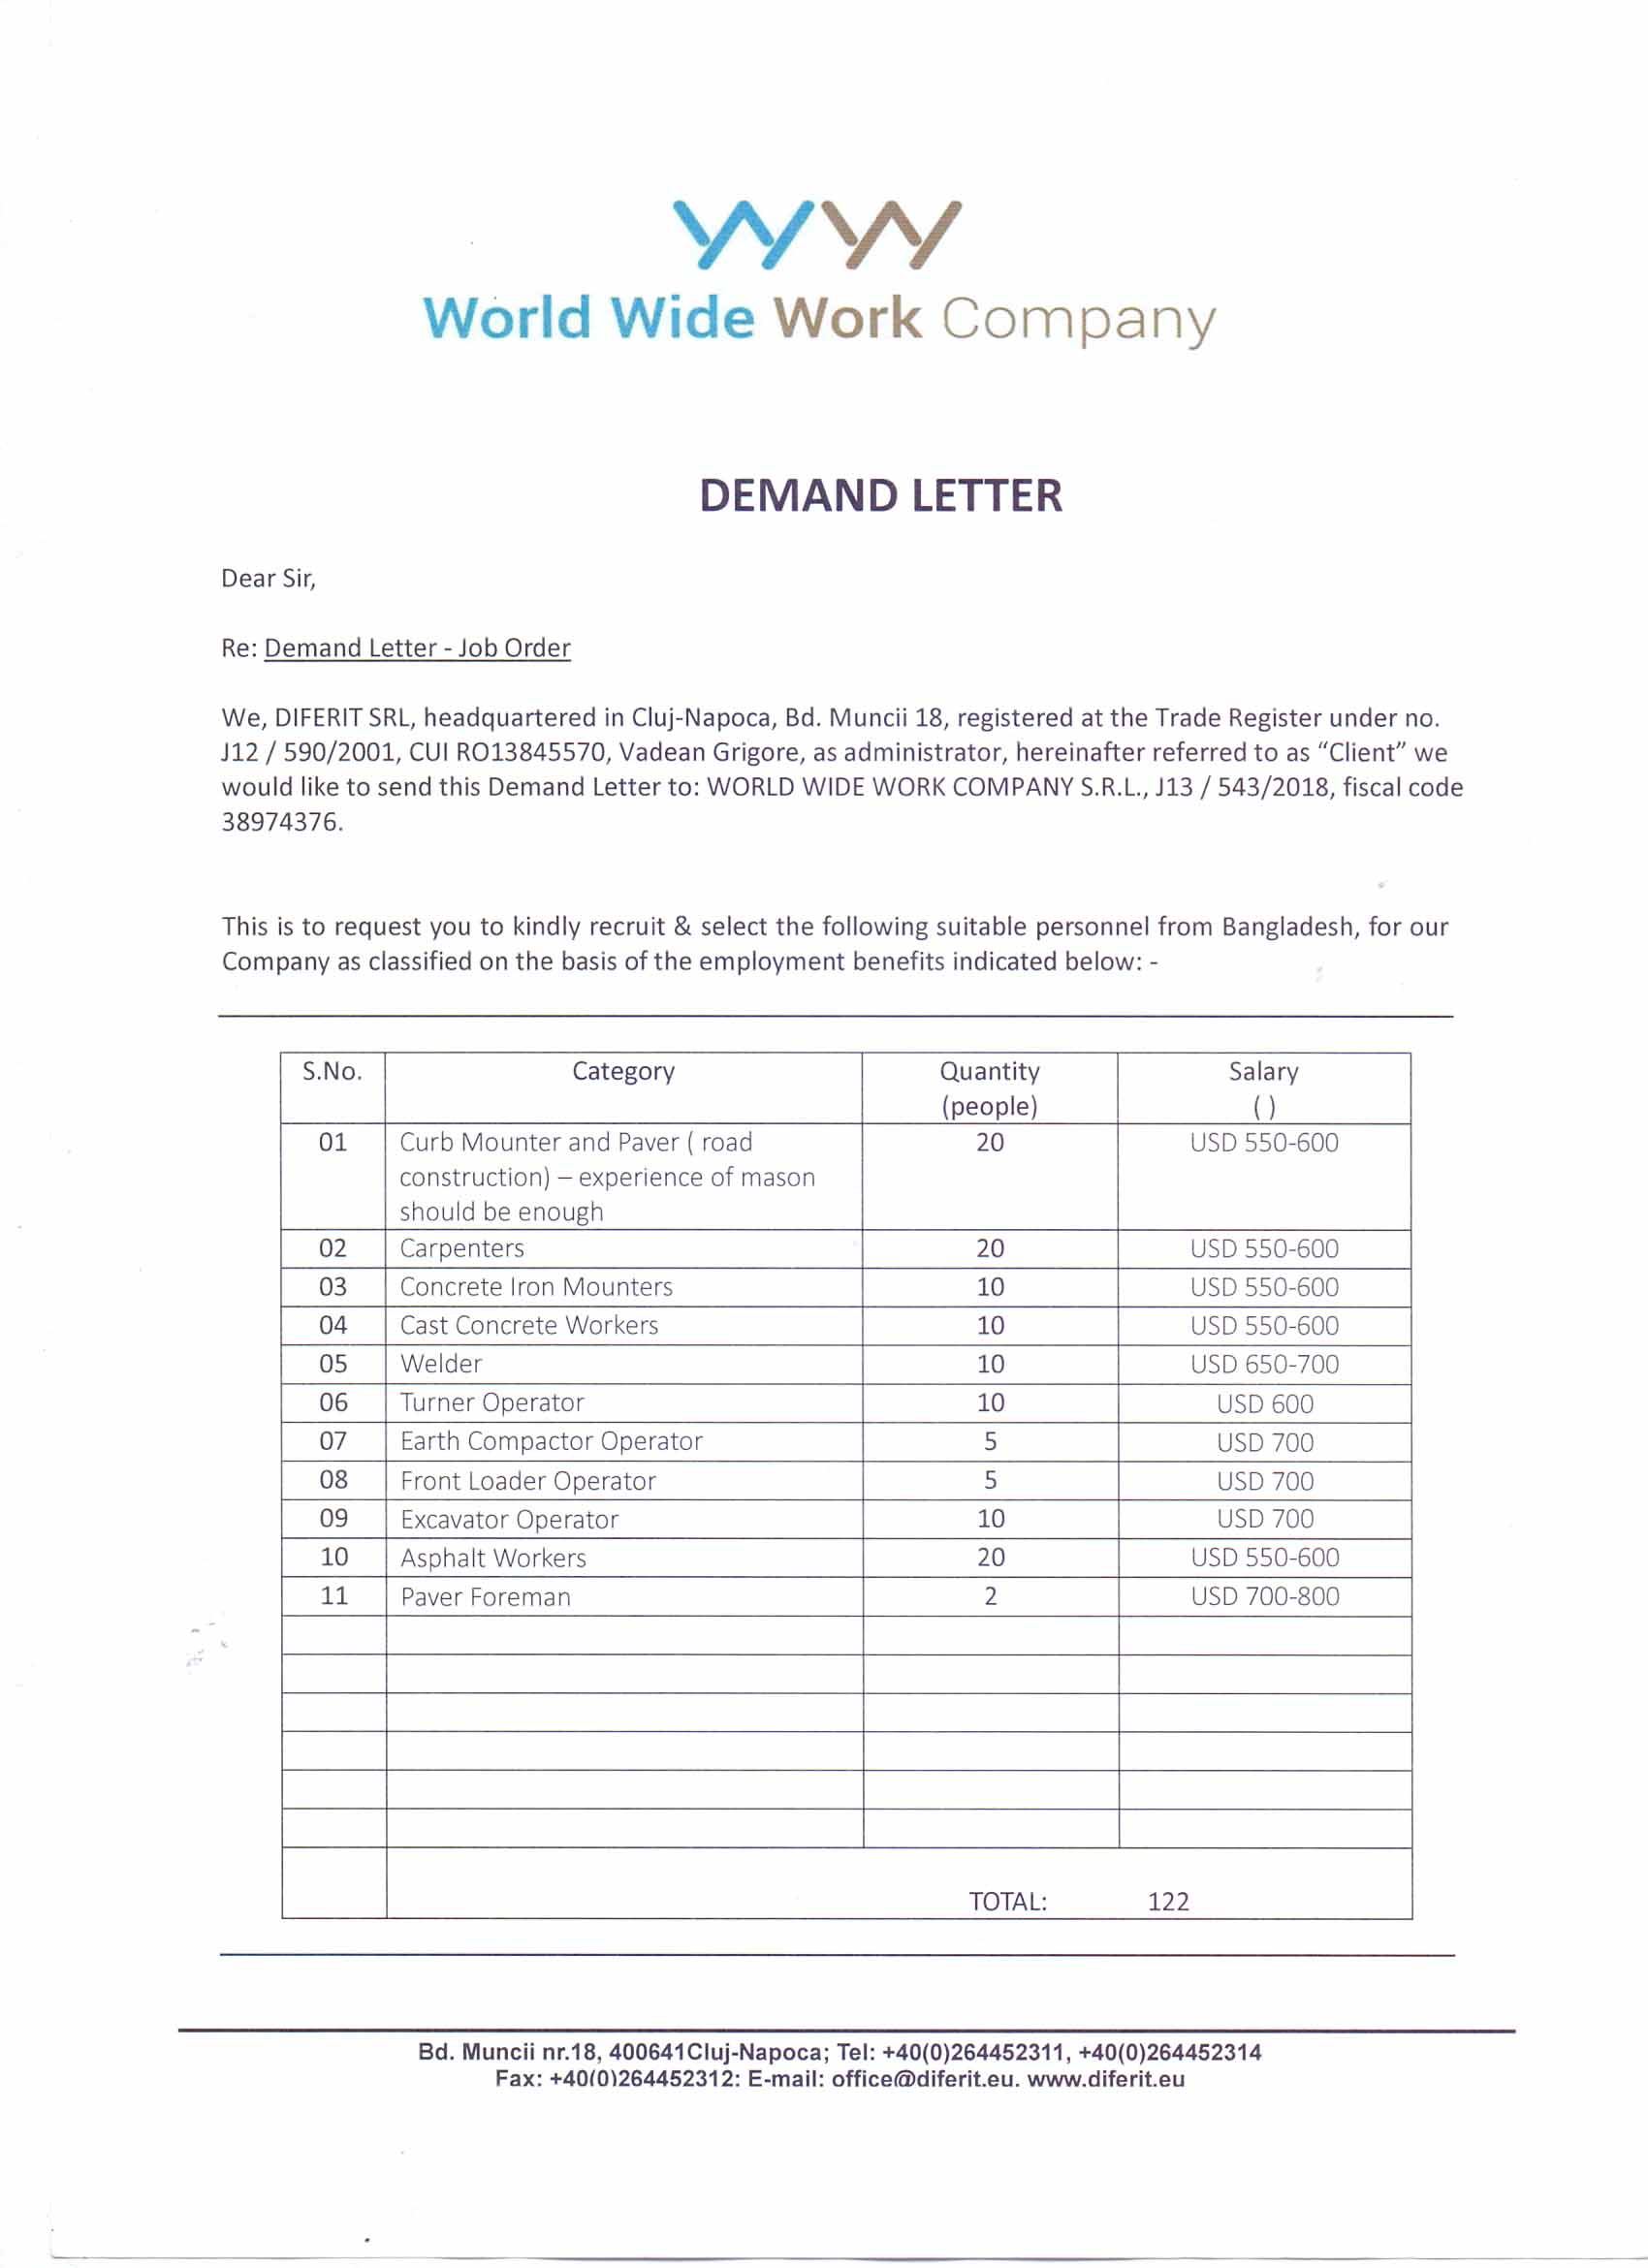 World Wide Work Company
DEMAND LETTER
Dear Sir,
Re: Demand Letter - Job Order
We, DIFERIT SRL, headquartered in Cluj-Napoca, Bd. Muncii 18, registered at the Trade Register under no.
J12 / 590/2001, CUI RO13845570, Vadean Grigore, as administrator, hereinafter referred to as “Client” we
would like to send this Demand Letter to: WORLD WIDE WORK COMPANY S.R.L., J13 / 543/2018, fiscal code
38974376.
This is to request you to kindly recruit & select the following suitable personnel from Bangladesh, for our
Company as classified on the basis of the employment benefits indicated below: -
S.No. Category Quantity Salary
(people) ( )
01 Curb Mounter and Paver ( road 20 USD 550-600
construction) – experience of mason
should be enough
02 Carpenters 20 USD 550-600
03 Concrete Iron Mounters 10 USD 550-600
04 Cast Concrete Workers 10 USD 550-600
05 Welder 10 USD 650-700
06 Turner Operator 10 USD 600
07 Earth Compactor Operator 5 USD 700
08 Front Loader Operator 5 USD 700
09 Excavator Operator 10 USD 700
10 Asphalt Workers 20 USD 550-600
11 Paver Foreman 2 USD 700-800
TOTAL: 122
Bd. Muncii nr.18, 400641Cluj-Napoca; Tel: +40(0)264452311, +40(0)264452314
Fax: +40(0)264452312: E-mail: office@diferit.eu. www.diferit.eu